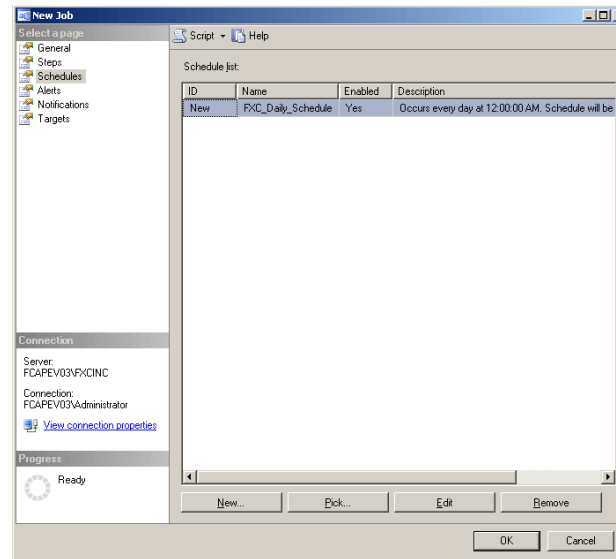 New Job
Select a page
General
Steps
Schedules
Alerts
Notifications
Targets
Script Help
Schedule list:
ID Name Enabled Description
New FXC_Daily_Schedule Yes Occurs every day at 12:00:00 AM. Schedule will be
Connection
Server:
FCAPEV03\FXCINC
Connection:
FCAPEV03\Administrator
View connection properties
Progress
Ready
New... Pick... Edit Remove
OK Cancel